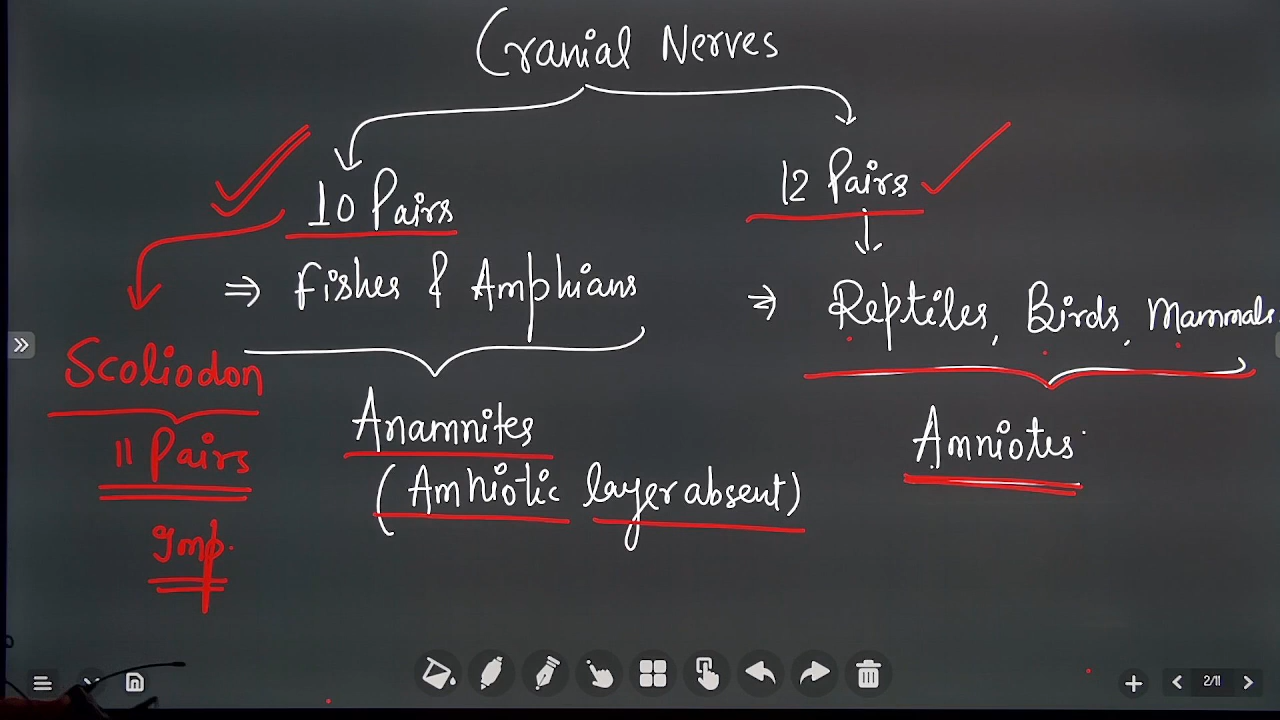 Cranial Nerves
10 Pairs
12 Pairs
⇒ Fishes & Amphians
⇒ Reptiles, Birds, Mammals
Scoliodon
11 Pairs
Imp.
Anamnites
(Amniotic layer absent)
Amniotes
2/11